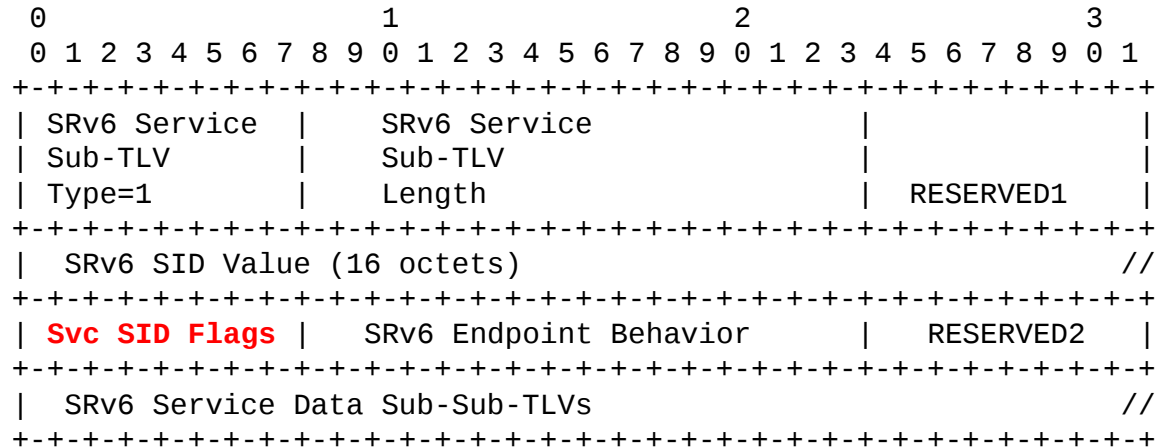 0                   1                   2                   3
 0 1 2 3 4 5 6 7 8 9 0 1 2 3 4 5 6 7 8 9 0 1 2 3 4 5 6 7 8 9 0 1
+-+-+-+-+-+-+-+-+-+-+-+-+-+-+-+-+-+-+-+-+-+-+-+-+-+-+-+-+-+-+-+-+
| SRv6 Service  |    SRv6 Service               |               |
| Sub-TLV       |    Sub-TLV                    |               |
| Type=1        |    Length                     |  RESERVED1    |
+-+-+-+-+-+-+-+-+-+-+-+-+-+-+-+-+-+-+-+-+-+-+-+-+-+-+-+-+-+-+-+-+
|  SRv6 SID Value (16 octets)                                  //
+-+-+-+-+-+-+-+-+-+-+-+-+-+-+-+-+-+-+-+-+-+-+-+-+-+-+-+-+-+-+-+-+
| Svc SID Flags |   SRv6 Endpoint Behavior      |   RESERVED2   |
+-+-+-+-+-+-+-+-+-+-+-+-+-+-+-+-+-+-+-+-+-+-+-+-+-+-+-+-+-+-+-+-+
|  SRv6 Service Data Sub-Sub-TLVs                              //
+-+-+-+-+-+-+-+-+-+-+-+-+-+-+-+-+-+-+-+-+-+-+-+-+-+-+-+-+-+-+-+-+